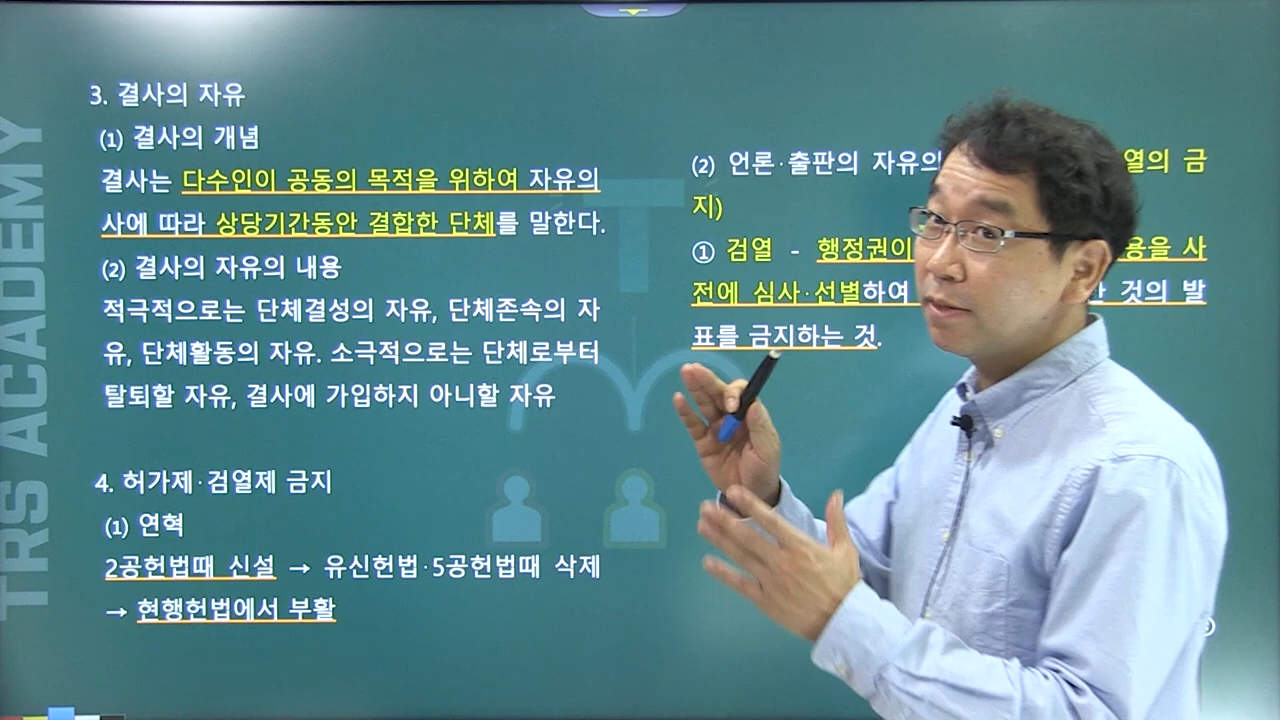 TRS ACADEMY
3. 결사의 자유
(1) 결사의 개념
결사는 다수인이 공동의 목적을 위하여 자유의
사에 따라 상당기간동안 결합한 단체를 말한다.
(2) 결사의 자유의 내용
적극적으로는 단체결성의 자유, 단체존속의 자
유, 단체활동의 자유. 소극적으로는 단체로부터
탈퇴할 자유, 결사에 가입하지 아니할 자유
4. 허가제·검열제 금지
(1) 연혁
2공헌법때 신설 → 유신헌법·5공헌법때 삭제
→ 현행헌법에서 부활
(2) 언론·출판의 자유의 열의 금
지)
① 검열 - 행정권이 용을 사
전에 심사·선별하여 것의 발
표를 금지하는 것.